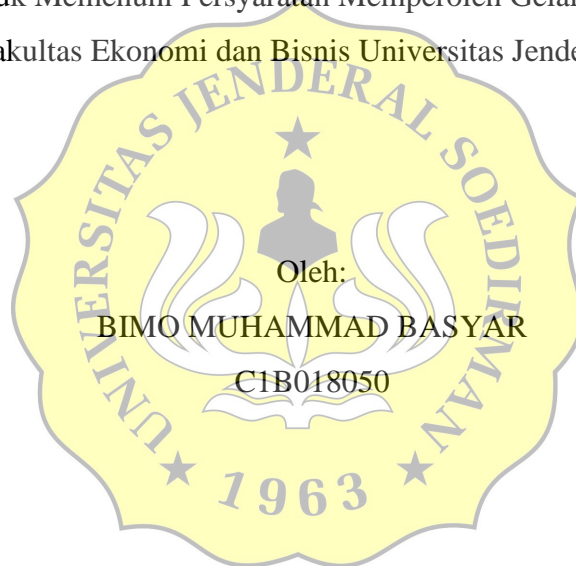 Memenuhi Persyaratan Memperoleh
Ekonomi dan Bisnis Universitas
UNIVERSITAS JENDERAL SOEDIRMAN
Oleh:
BIMO MUHAMMAD BASYAR
C1B018050
1963